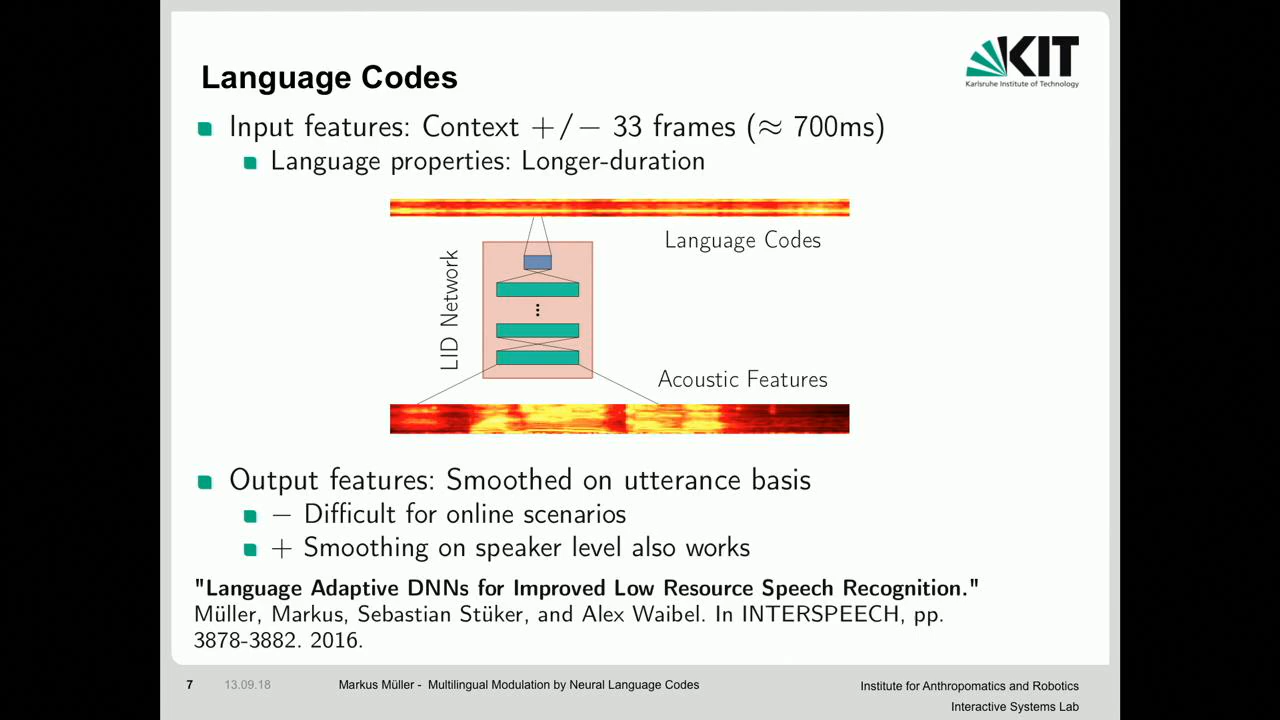 Language Codes
KIT
Karlsruhe Institute of Technology
Input features: Context +/− 33 frames (≈ 700ms)
Language properties: Longer-duration
Language Codes
LID Network
Acoustic Features
Output features: Smoothed on utterance basis
− Difficult for online scenarios
+ Smoothing on speaker level also works
"Language Adaptive DNNs for Improved Low Resource Speech Recognition."
Müller, Markus, Sebastian Stüker, and Alex Waibel. In INTERSPEECH, pp.
3878-3882. 2016.
7 13.09.18 Markus Müller - Multilingual Modulation by Neural Language Codes Institute for Anthropomatics and Robotics
Interactive Systems Lab